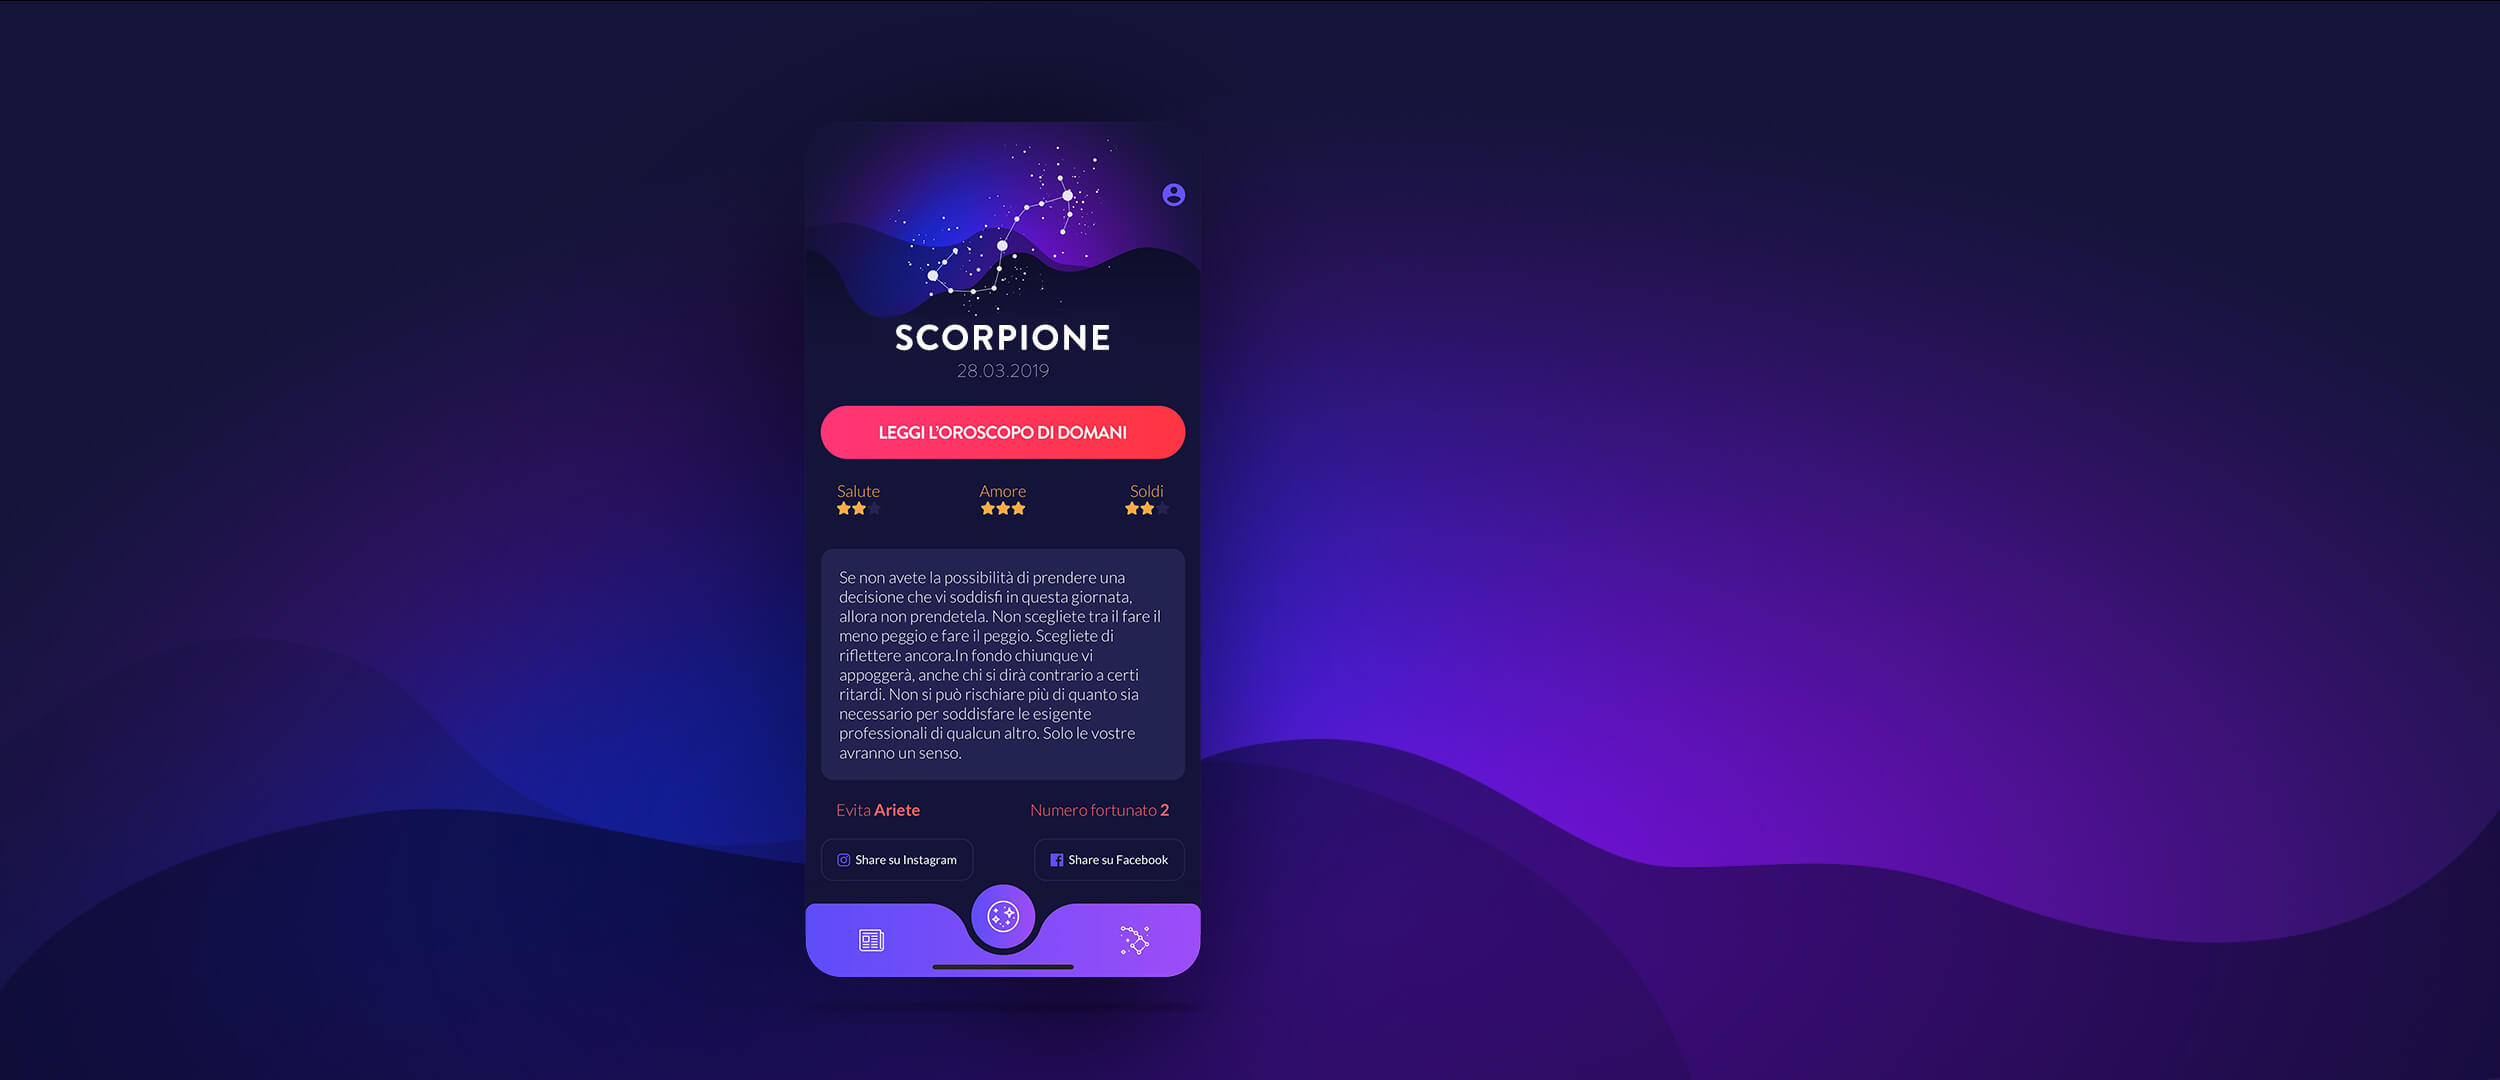 SCORPIONE
28.03.2019
LEGGI L'OROSCOPO DI DOMANI
Salute Amore Soldi
Se non avete la possibilità di prendere una
decisione che vi soddisfi in questa giornata,
allora non prendetela. Non scegliete tra il fare il
meno peggio e fare il peggio. Scegliete di
riflettere ancora.In fondo chiunque vi
appoggerà, anche chi si dirà contrario a certi
ritardi. Non si può rischiare più di quanto sia
necessario per soddisfare le esigente
professionali di qualcun altro. Solo le vostre
avranno un senso.
Evita Ariete Numero fortunato 2
Share su Instagram Share su Facebook